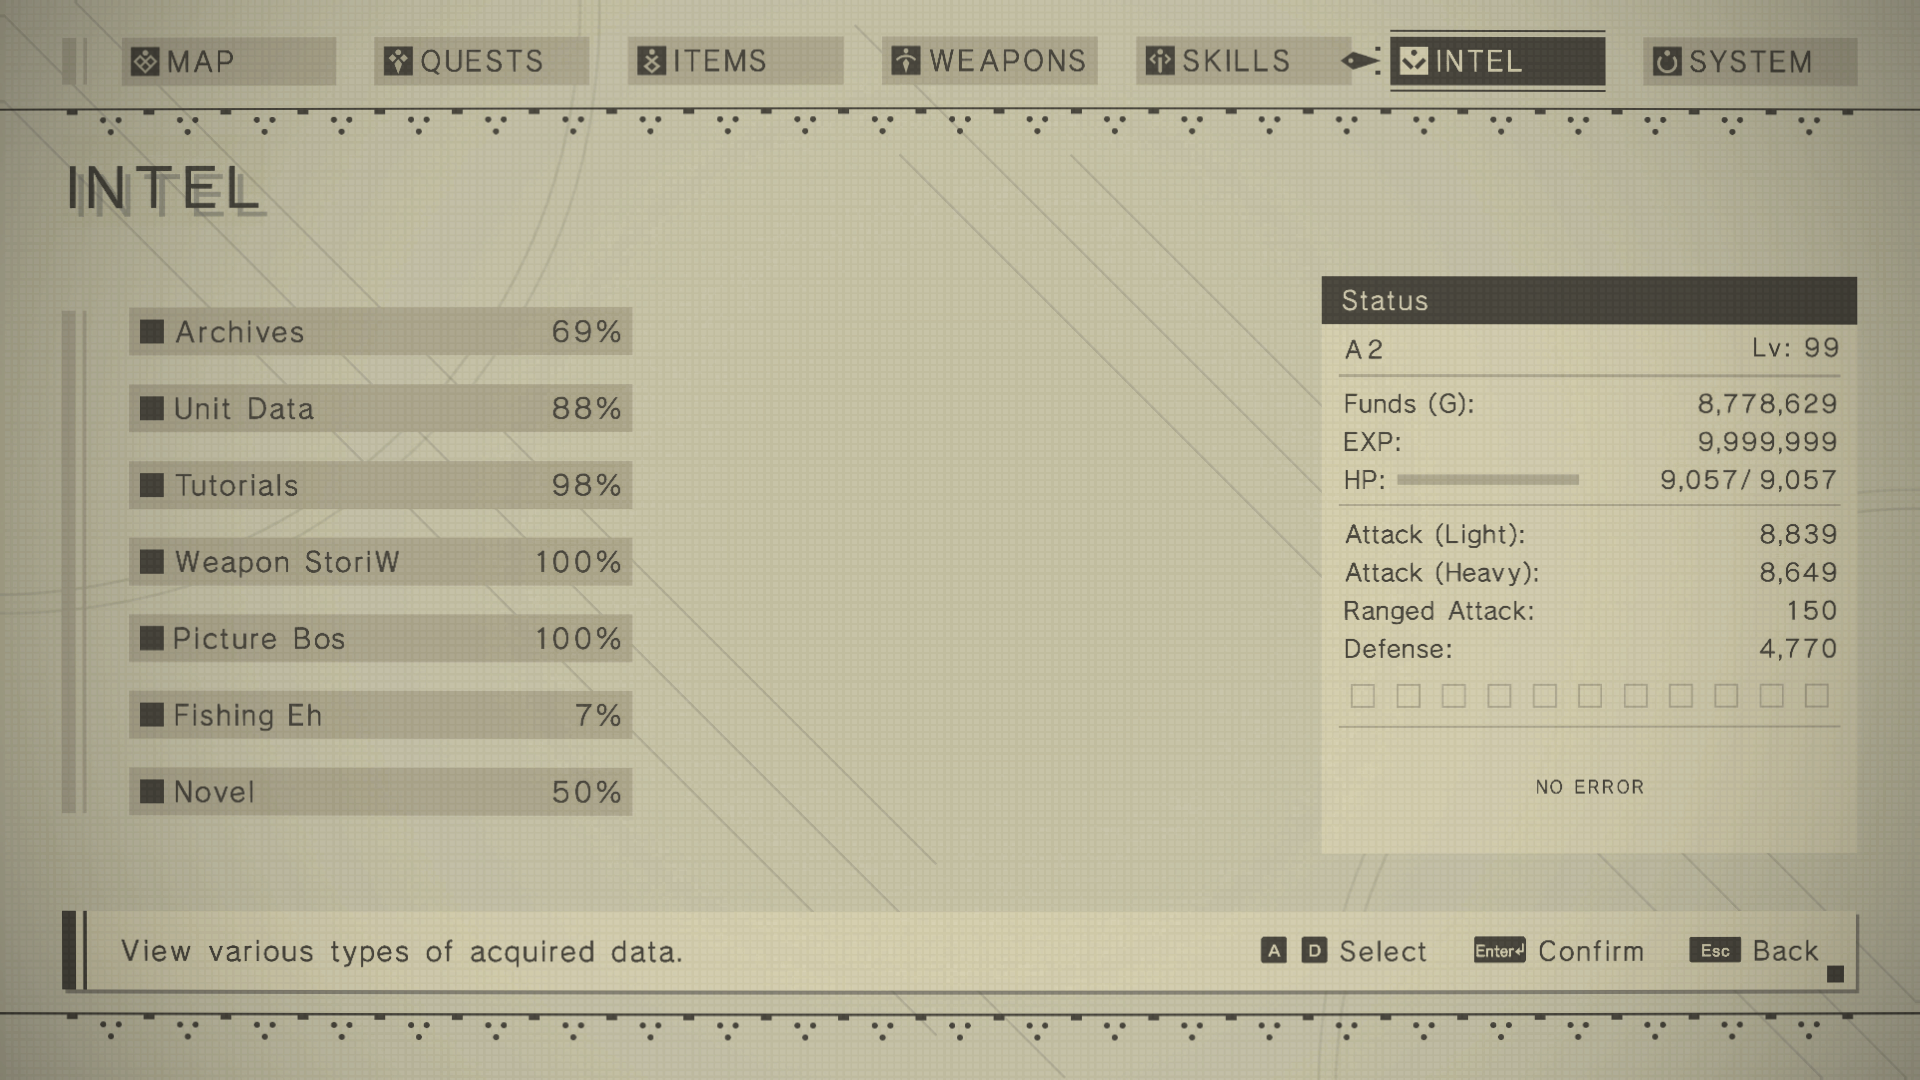 MAP QUESTS ITEMS WEAPONS SKILLS INTEL SYSTEM
INTEL
Archives 69%
Unit Data 88%
Tutorials 98%
Weapon StoriW 100%
Picture Bos 100%
Fishing Eh 7%
Novel 50%
Status
A2 Lv: 99
Funds (G): 8,778,629
EXP: 9,999,999
HP: 9,057/ 9,057
Attack (Light): 8,839
Attack (Heavy): 8,649
Ranged Attack: 150
Defense: 4,770
NO ERROR
View various types of acquired data.
A D Select Enter↵ Confirm Esc Back